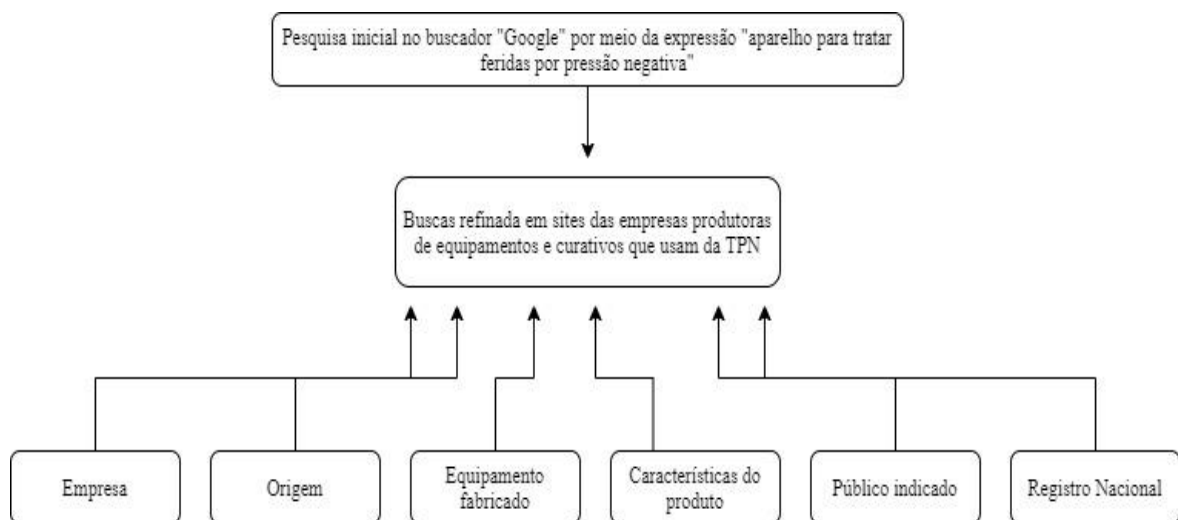 Pesquisa inicial no buscador "Google" por meio da expressão "aparelho para tratar
feridas por pressão negativa"
Buscas refinada em sites das empresas produtoras
de equipamentos e curativos que usam da TPN
Empresa
Origem
Equipamento
fabricado
Características do
produto
Público indicado
Registro Nacional